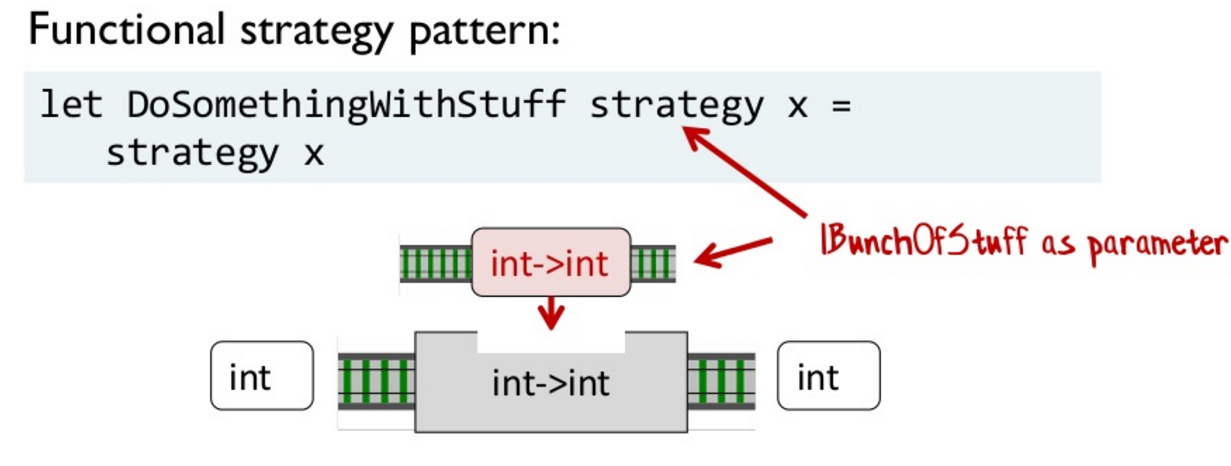 Functional strategy pattern:
let DoSomethingWithStuff strategy x =
strategy x
IBunchOfStuff as parameter
int->int
int
int->int
int